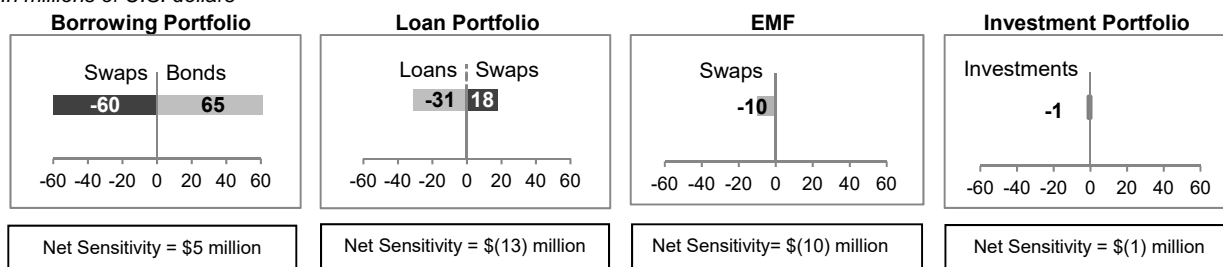 In millions of U.S. dollars
Borrowing Portfolio
Swaps Bonds
-60 65
-60 -40 -20 0 20 40 60
Net Sensitivity = $5 million
Loan Portfolio
Loans Swaps
-31 18
-60 -40 -20 0 20 40 60
Net Sensitivity = $(13) million
EMF
Swaps
-10
-60 -40 -20 0 20 40 60
Net Sensitivity= $(10) million
Investment Portfolio
Investments
-1
-60 -40 -20 0 20 40 60
Net Sensitivity = $(1) million